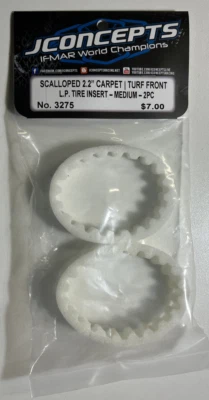 JCONCEPTS
IFMAR World Champions
SCALLOPED 2.2" CARPET | TURF FRONT
L.P. TIRE INSERT – MEDIUM – 2PC
No. 3275 $7.00